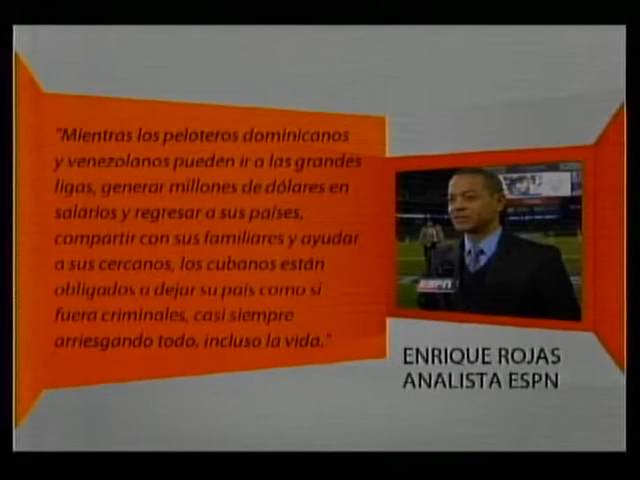 "Mientras los peloteros dominicanos
y venezolanos pueden ir a las grandes
ligas, generar millones de dólares en
salarios y regresar a sus países,
compartir con sus familiares y ayudar
a sus cercanos, los cubanos están
obligados a dejar su país como si
fuera criminales, casi siempre
arriesgando todo, incluso la vida."
ESPN
ENRIQUE ROJAS
ANALISTA ESPN